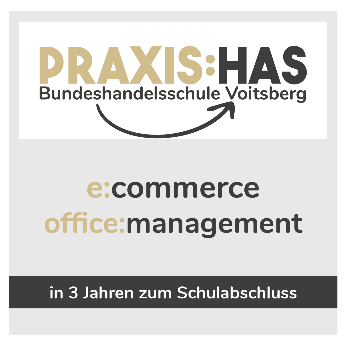 PRAXIS:HAS
Bundeshandelsschule Voitsberg
e:commerce
office:management
in 3 Jahren zum Schulabschluss